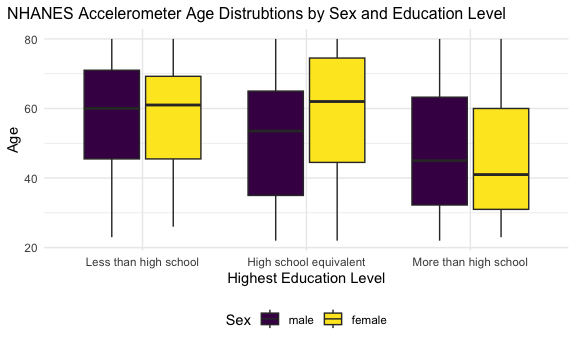 NHANES Accelerometer Age Distrubtions by Sex and Education Level
80
60
40
20
Age
Less than high school
High school equivalent
More than high school
Highest Education Level
Sex
male
female